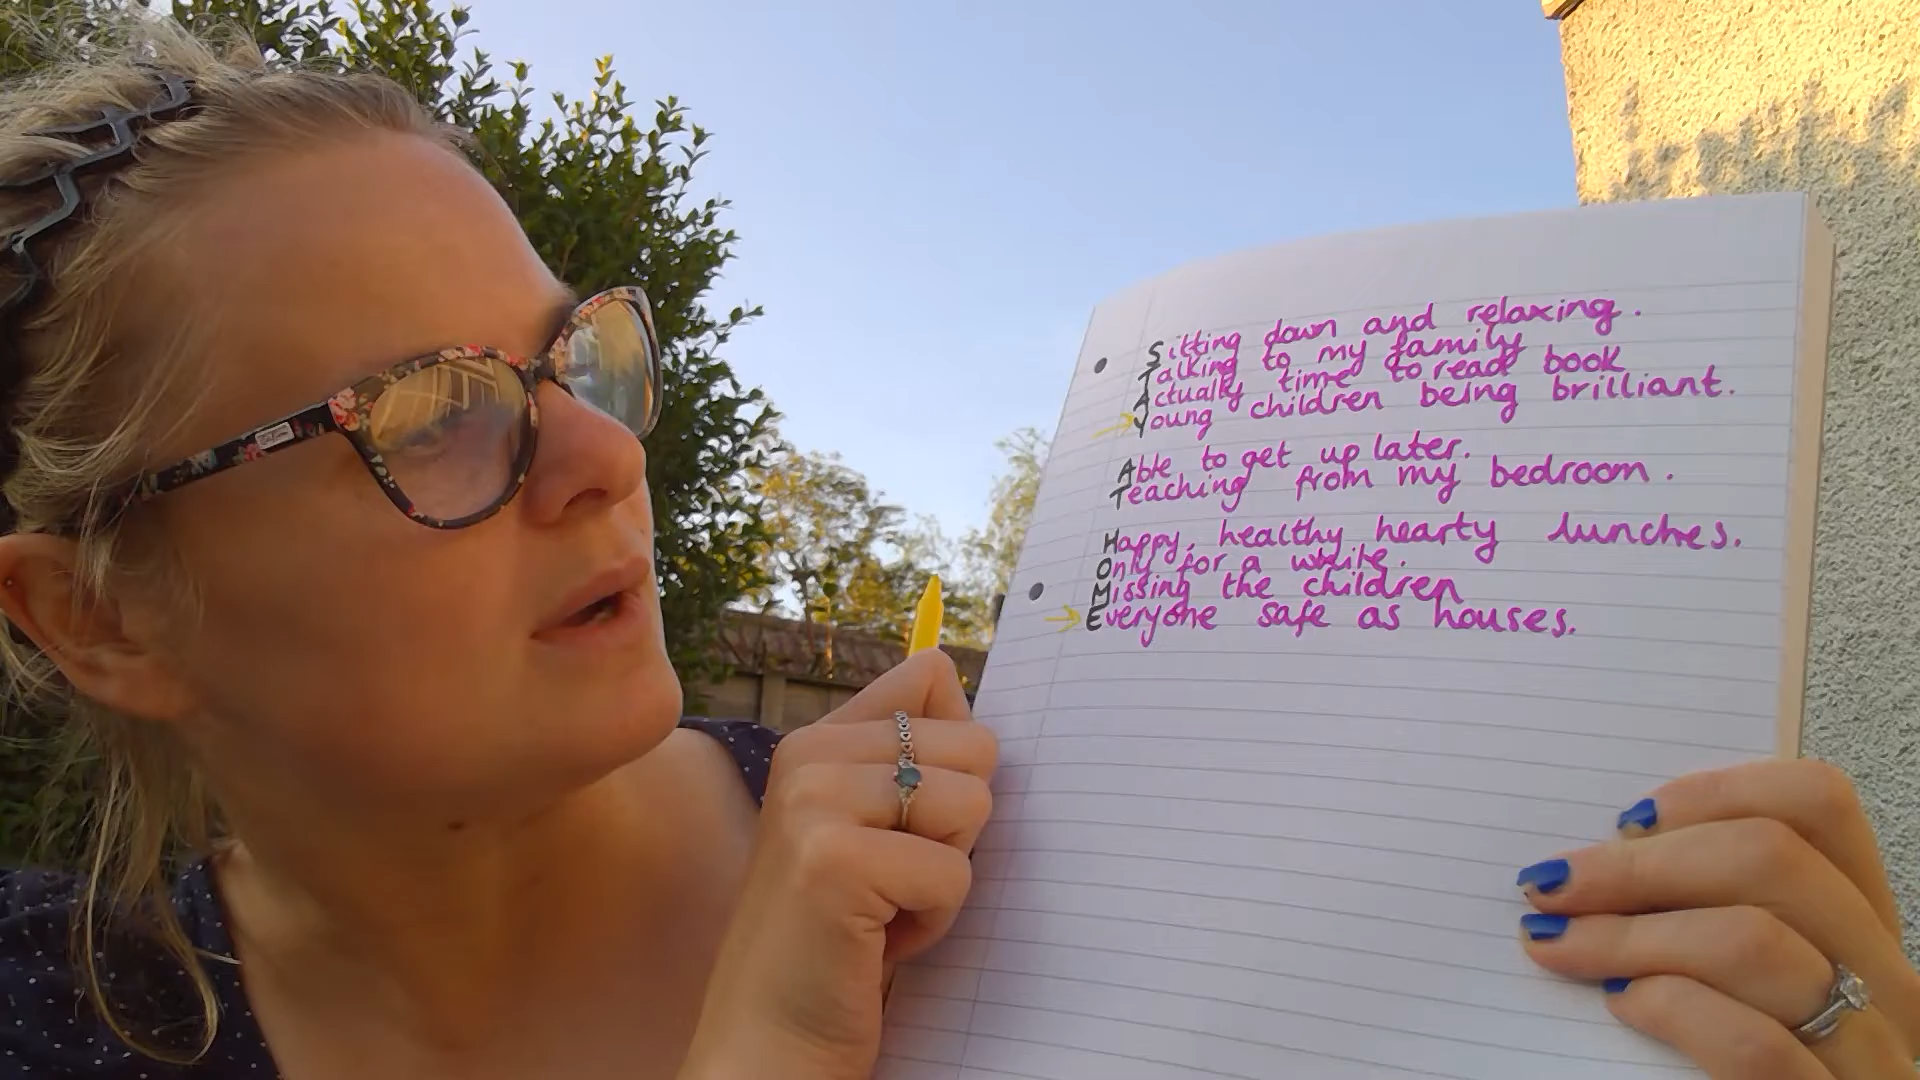 Sitting down and relaxing.
Talking to my family
Actually time to read book
Young children being brilliant.
Able to get up later.
Teaching from my bedroom.
Happy, healthy hearty lunches.
Only for a while.
Missing the children
Everyone safe as houses.